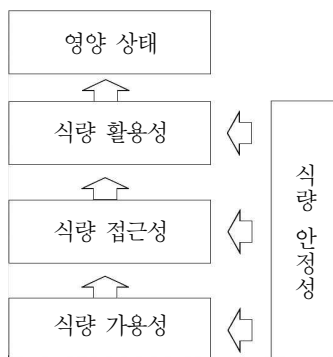 영양 상태
식량 활용성
식량 접근성
식량 가용성
식량 안정성